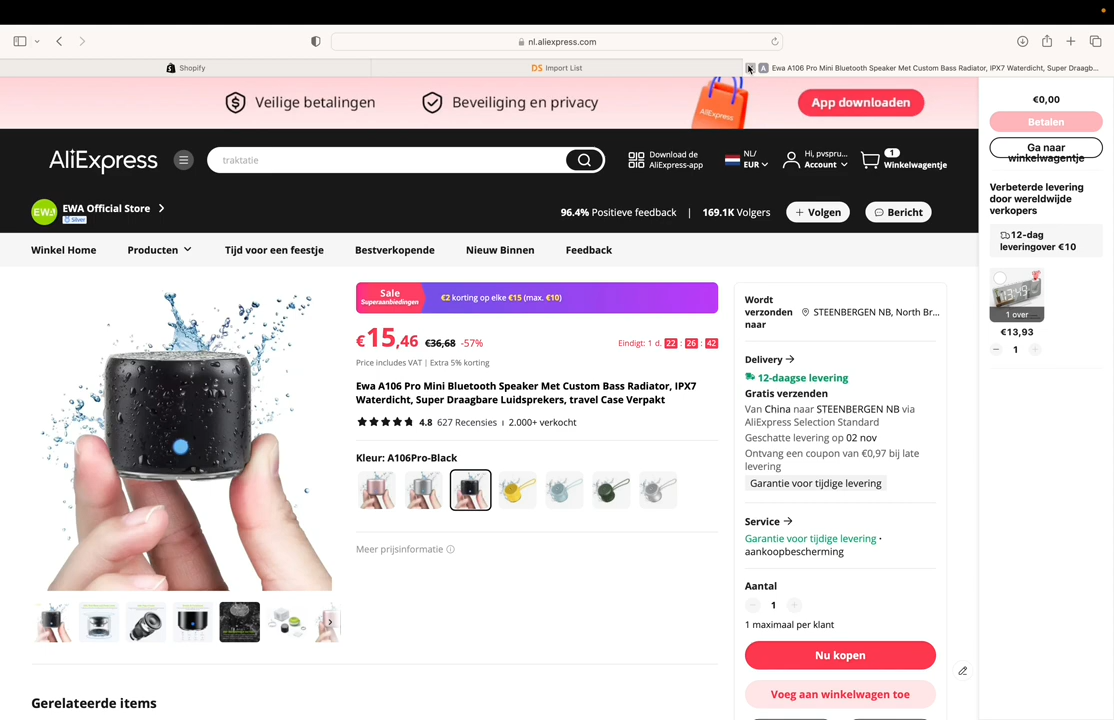 nl.aliexpress.com
Shopify
DS Import List
A Ewa A106 Pro Mini Bluetooth Speaker Met Custom Bass Radiator, IPX7 Waterdicht, Super Draagb...
Veilige betalingen
Beveiliging en privacy
AliExpress
App downloaden
AliExpress
traktatie
Download de
AliExpress-app
NL/
EUR
Hi, pvspru...
Account
1
Winkelwagentje
EWA
EWA Official Store
Silver
96.4% Positieve feedback | 169.1K Volgers
+ Volgen
Bericht
Winkel Home
Producten
Tijd voor een feestje
Bestverkopende
Nieuw Binnen
Feedback
Sale
Superaanbiedingen
€2 korting op elke €15 (max. €10)
€15,46 €36,68 -57%
Eindigt: 1 d. 22 : 26 : 42
Price includes VAT | Extra 5% korting
Ewa A106 Pro Mini Bluetooth Speaker Met Custom Bass Radiator, IPX7
Waterdicht, Super Draagbare Luidsprekers, travel Case Verpakt
4.8 627 Recensies | 2.000+ verkocht
Kleur: A106Pro-Black
Meer prijsinformatie
Gerelateerde items
Wordt
verzonden
naar
STEENBERGEN NB, North Br...
Delivery
12-daagse levering
Gratis verzenden
Van China naar STEENBERGEN NB via
AliExpress Selection Standard
Geschatte levering op 02 nov
Ontvang een coupon van €0,97 bij late
levering
Garantie voor tijdige levering
Service
Garantie voor tijdige levering •
aankoopbescherming
Aantal
− 1 +
1 maximaal per klant
Nu kopen
Voeg aan winkelwagen toe
€0,00
Betalen
Ga naar
winkelwagentje
Verbeterde levering
door wereldwijde
verkopers
12-dag
leveringover €10
1 over
€13,93
− 1 +